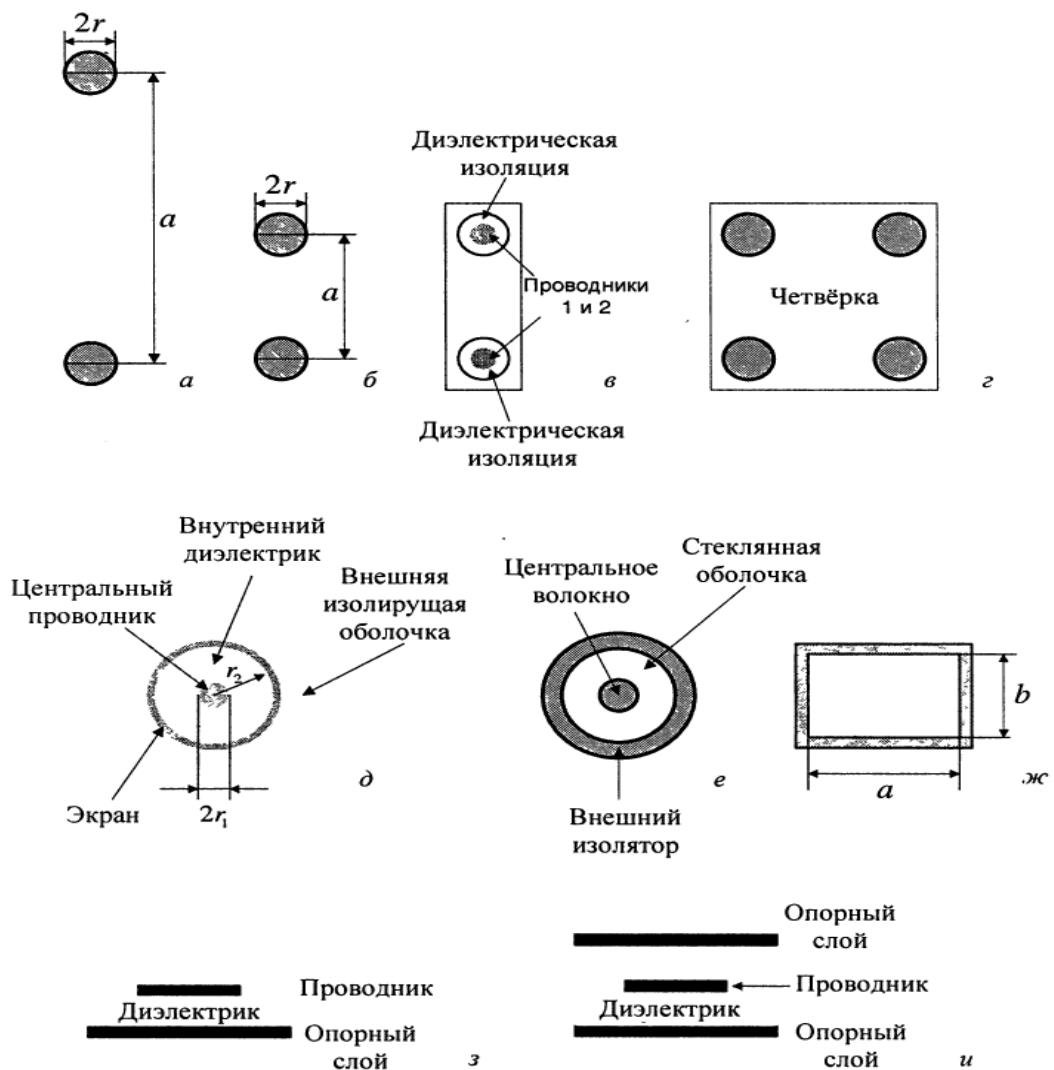 2r
a
a
2r
a
б
Диэлектрическая
изоляция
Проводники
1 и 2
Диэлектрическая
изоляция
в
Четвёрка
г
Внутренний
диэлектрик
Центральный
проводник
Внешняя
изолирущая
оболочка
r₂
Экран
2r₁
д
Центральное
волокно
Стеклянная
оболочка
Внешний
изолятор
е
b
a
ж
Проводник
Диэлектрик
Опорный
слой
з
Опорный
слой
Проводник
Диэлектрик
Опорный
слой
и